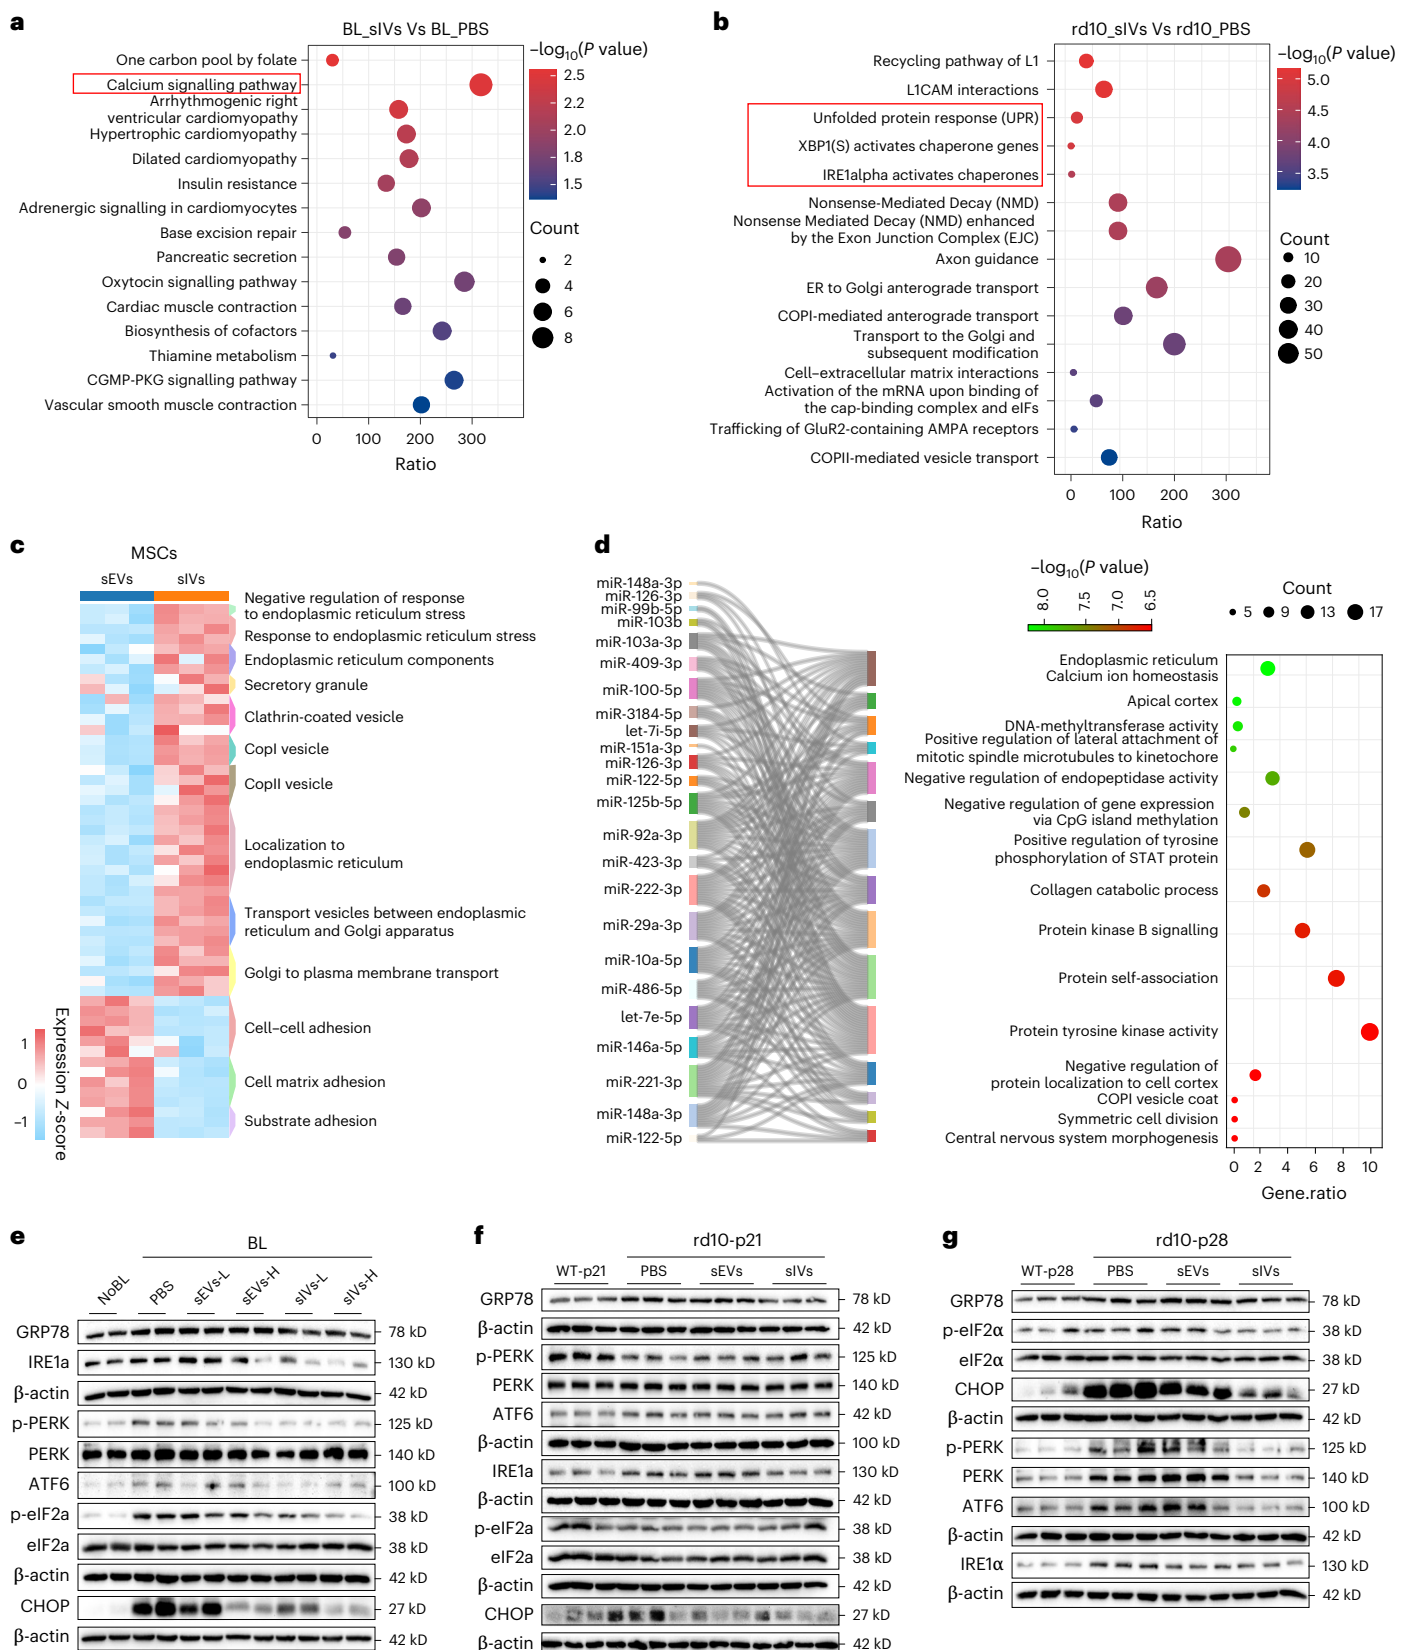 a
BL_sIVs Vs BL_PBS
One carbon pool by folate
Calcium signalling pathway
Arrhythmogenic right
ventricular cardiomyopathy
Hypertrophic cardiomyopathy
Dilated cardiomyopathy
Insulin resistance
Adrenergic signalling in cardiomyocytes
Base excision repair
Pancreatic secretion
Oxytocin signalling pathway
Cardiac muscle contraction
Biosynthesis of cofactors
Thiamine metabolism
CGMP-PKG signalling pathway
Vascular smooth muscle contraction
0 100 200 300
Ratio
–log10(P value)
2.5
2.2
2.0
1.8
1.5
Count
2
4
6
8
b
rd10_sIVs Vs rd10_PBS
Recycling pathway of L1
L1CAM interactions
Unfolded protein response (UPR)
XBP1(S) activates chaperone genes
IRE1alpha activates chaperones
Nonsense-Mediated Decay (NMD)
Nonsense Mediated Decay (NMD) enhanced
by the Exon Junction Complex (EJC)
Axon guidance
ER to Golgi anterograde transport
COPI-mediated anterograde transport
Transport to the Golgi and
subsequent modification
Cell–extracellular matrix interactions
Activation of the mRNA upon binding of
the cap-binding complex and eIFs
Trafficking of GluR2-containing AMPA receptors
COPII-mediated vesicle transport
0 100 200 300
Ratio
–log10(P value)
5.0
4.5
4.0
3.5
Count
10
20
30
40
50
c
MSCs
sEVs sIVs
Negative regulation of response
to endoplasmic reticulum stress
Response to endoplasmic reticulum stress
Endoplasmic reticulum components
Secretory granule
Clathrin-coated vesicle
CopI vesicle
CopII vesicle
Localization to
endoplasmic reticulum
Transport vesicles between endoplasmic
reticulum and Golgi apparatus
Golgi to plasma membrane transport
Cell–cell adhesion
Cell matrix adhesion
Substrate adhesion
1
0
–1
Expression Z-score
d
miR-148a-3p
miR-126-3p
miR-99b-5p
miR-103b
miR-103a-3p
miR-409-3p
miR-100-5p
miR-3184-5p
let-7i-5p
miR-151a-3p
miR-126-3p
miR-122-5p
miR-125b-5p
miR-92a-3p
miR-423-3p
miR-222-3p
miR-29a-3p
miR-10a-5p
miR-486-5p
let-7e-5p
miR-146a-5p
miR-221-3p
miR-148a-3p
miR-122-5p
–log10(P value)
8.0 7.5 7.0 6.5
Count
5 9 13 17
Endoplasmic reticulum
Calcium ion homeostasis
Apical cortex
DNA-methyltransferase activity
Positive regulation of lateral attachment of
mitotic spindle microtubules to kinetochore
Negative regulation of endopeptidase activity
Negative regulation of gene expression
via CpG island methylation
Positive regulation of tyrosine
phosphorylation of STAT protein
Collagen catabolic process
Protein kinase B signalling
Protein self-association
Protein tyrosine kinase activity
Negative regulation of
protein localization to cell cortex
COPI vesicle coat
Symmetric cell division
Central nervous system morphogenesis
0 2 4 6 8 10
Gene.ratio
e
BL
NoBL PBS sEVs-L sEVs-H sIVs-L sIVs-H
GRP78 78 kD
IRE1a 130 kD
β-actin 42 kD
p-PERK 125 kD
PERK 140 kD
ATF6 100 kD
p-eIF2a 38 kD
eIF2a 38 kD
β-actin 42 kD
CHOP 27 kD
β-actin 42 kD
f
rd10-p21
WT-p21 PBS sEVs sIVs
GRP78 78 kD
β-actin 42 kD
p-PERK 125 kD
PERK 140 kD
ATF6 42 kD
β-actin 100 kD
IRE1a 130 kD
β-actin 42 kD
p-eIF2a 38 kD
eIF2a 38 kD
β-actin 42 kD
CHOP 27 kD
β-actin 42 kD
g
rd10-p28
WT-p28 PBS sEVs sIVs
GRP78 78 kD
p-eIF2α 38 kD
eIF2α 38 kD
CHOP 27 kD
β-actin 42 kD
p-PERK 125 kD
PERK 140 kD
ATF6 100 kD
β-actin 42 kD
IRE1α 130 kD
β-actin 42 kD